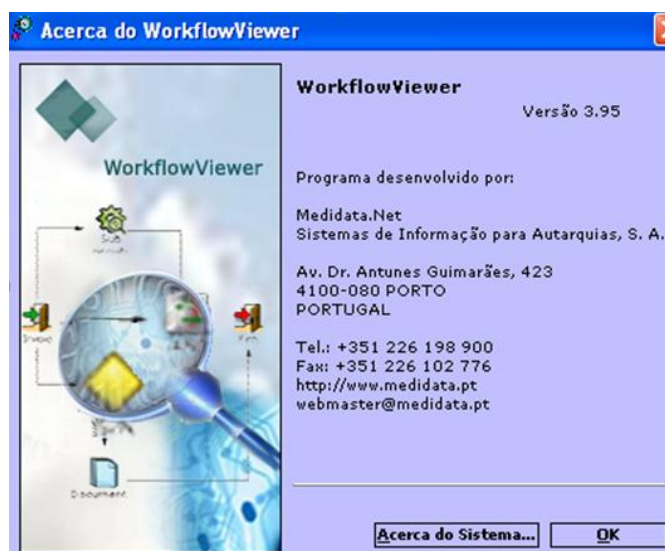 Acerca do WorkflowViewer
WorkflowViewer
Versão 3.95
WorkflowViewer
Programa desenvolvido por:
Medidata.Net
Sistemas de Informação para Autarquias, S. A.
Av. Dr. Antunes Guimarães, 423
4100-080 PORTO
PORTUGAL
Tel.: +351 226 198 900
Fax: +351 226 102 776
http://www.medidata.pt
webmaster@medidata.pt
Sub
Document
Acerca do Sistema...
OK